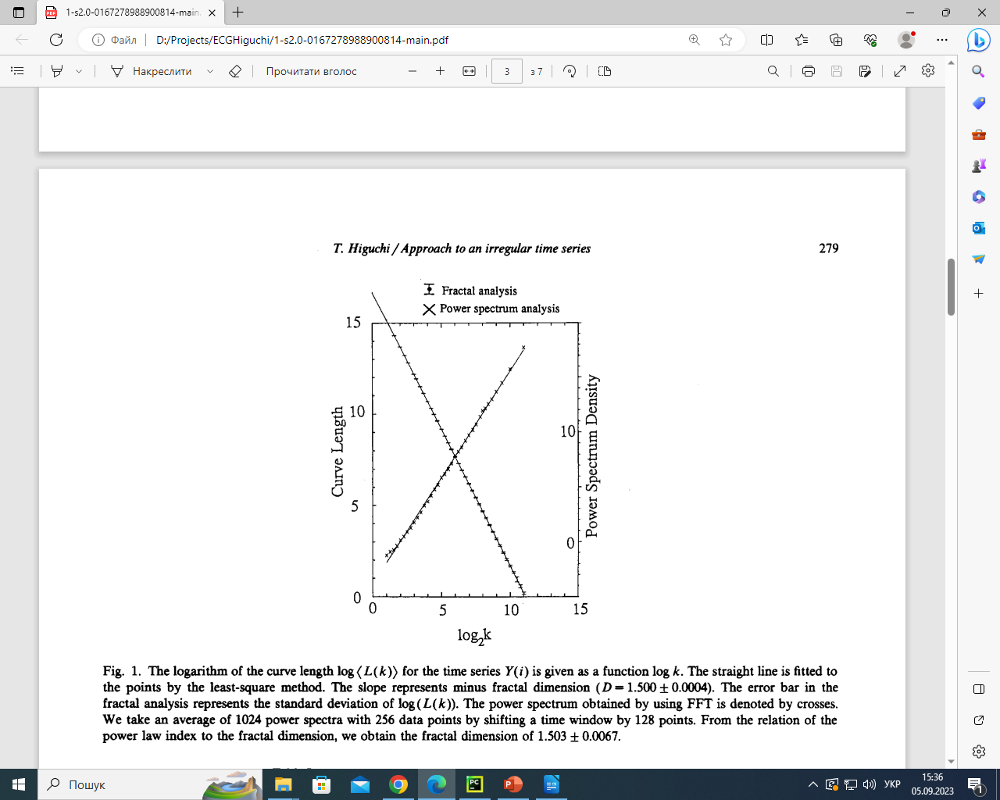 1-s2.0-0167278988900814-main.
Файл
D:/Projects/ECGHiguchi/1-s2.0-0167278988900814-main.pdf
Накреслити
Прочитати вголос
3
з 7
T. Higuchi / Approach to an irregular time series
279
Fractal analysis
Power spectrum analysis
15
10
5
0
Curve Length
10
0
Power Spectrum Density
0
5
10
15
log2k
Fig. 1. The logarithm of the curve length log⟨L(k)⟩ for the time series Y(i) is given as a function log k. The straight line is fitted to
the points by the least-square method. The slope represents minus fractal dimension (D = 1.500 ± 0.0004). The error bar in the
fractal analysis represents the standard deviation of log(L(k)). The power spectrum obtained by using FFT is denoted by crosses.
We take an average of 1024 power spectra with 256 data points by shifting a time window by 128 points. From the relation of the
power law index to the fractal dimension, we obtain the fractal dimension of 1.503 ± 0.0067.
Пошук
УКР
15:36
05.09.2023
1